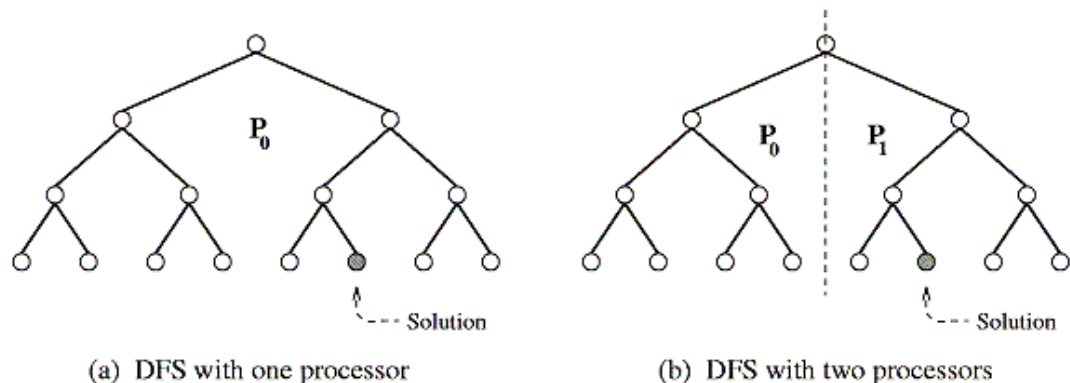 P0
P0
P1
Solution
Solution
(a) DFS with one processor
(b) DFS with two processors